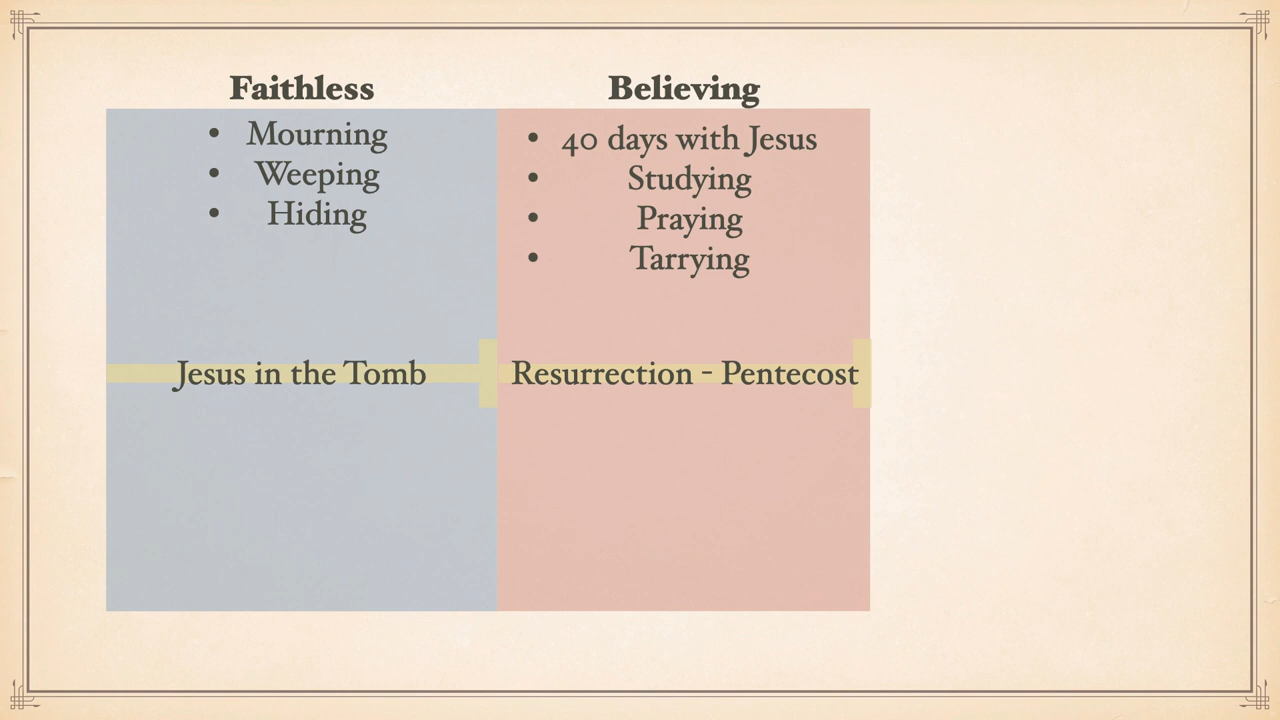 Faithless
• Mourning
• Weeping
• Hiding
Jesus in the Tomb
Believing
• 40 days with Jesus
• Studying
• Praying
• Tarrying
Resurrection - Pentecost